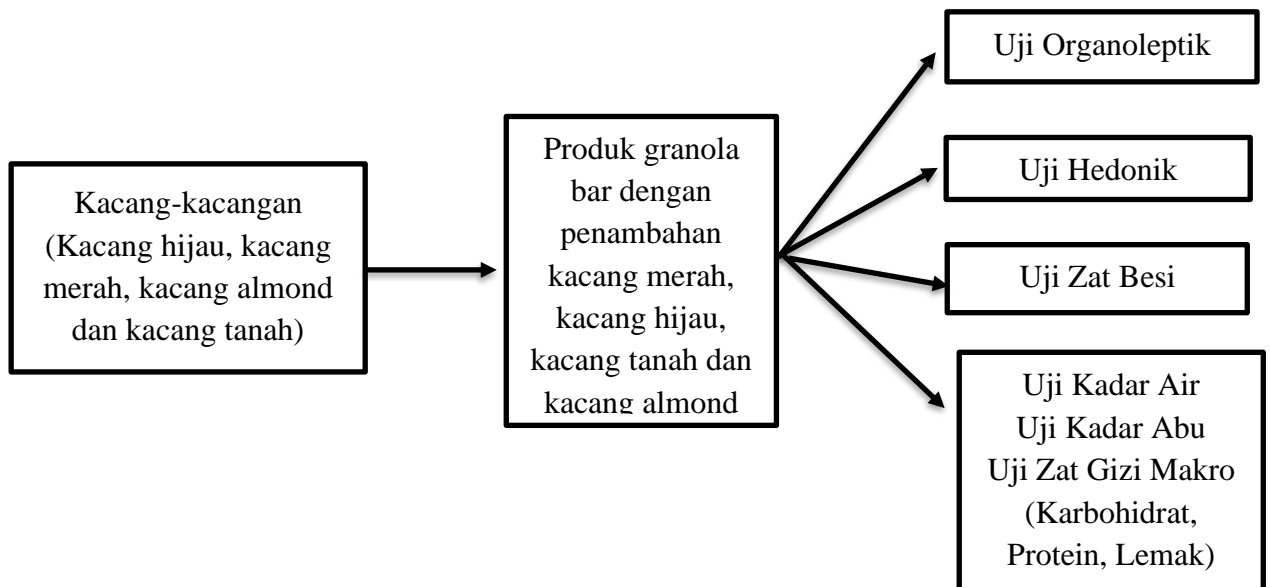 Kacang-kacangan
(Kacang hijau, kacang
merah, kacang almond
dan kacang tanah)
Produk granola
bar dengan
penambahan
kacang merah,
kacang hijau,
kacang tanah dan
kacang almond
Uji Organoleptik
Uji Hedonik
Uji Zat Besi
Uji Kadar Air
Uji Kadar Abu
Uji Zat Gizi Makro
(Karbohidrat,
Protein, Lemak)